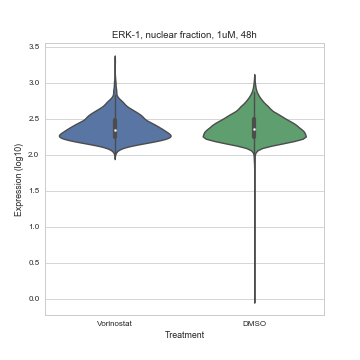 ERK-1, nuclear fraction, 1uM, 48h
3.5
3.0
2.5
2.0
1.5
1.0
0.5
0.0
Expression (log10)
Vorinostat
DMSO
Treatment